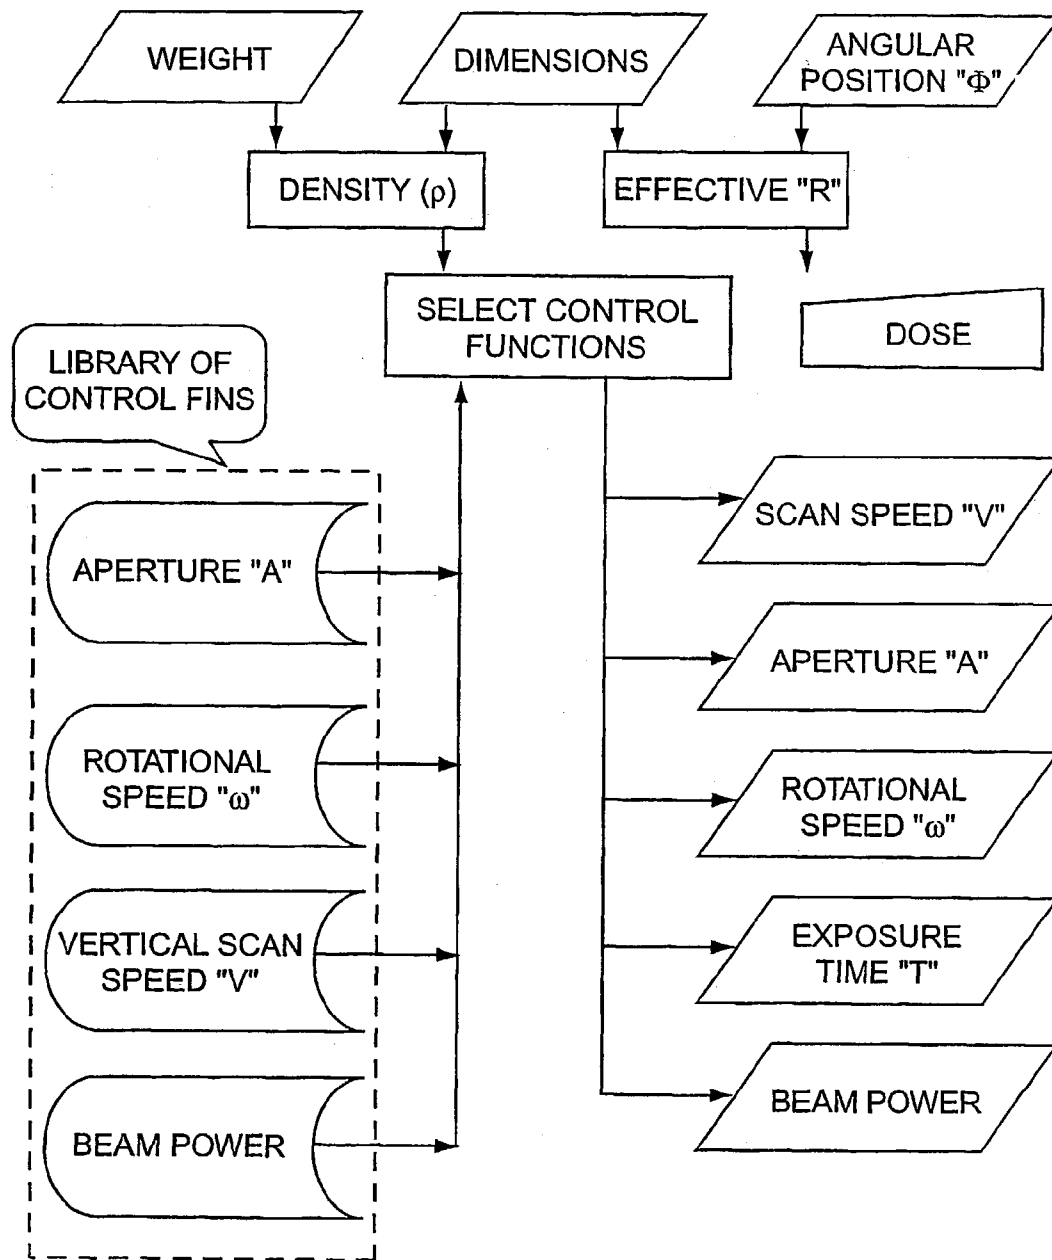 WEIGHT
DIMENSIONS
ANGULAR
POSITION "Φ"
DENSITY (ρ)
EFFECTIVE "R"
SELECT CONTROL
FUNCTIONS
DOSE
LIBRARY OF
CONTROL FINS
APERTURE "A"
ROTATIONAL
SPEED "ω"
VERTICAL SCAN
SPEED "V"
BEAM POWER
SCAN SPEED "V"
APERTURE "A"
ROTATIONAL
SPEED "ω"
EXPOSURE
TIME "T"
BEAM POWER